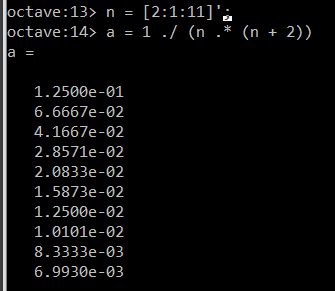 octave:13> n = [2:1:11]';
octave:14> a = 1 ./ (n .* (n + 2))
a =
1.2500e-01
6.6667e-02
4.1667e-02
2.8571e-02
2.0833e-02
1.5873e-02
1.2500e-02
1.0101e-02
8.3333e-03
6.9930e-03